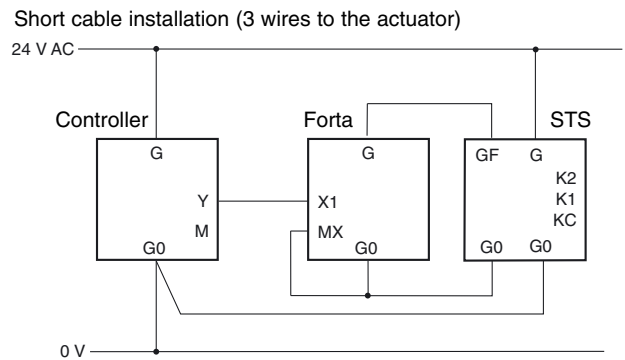 Short cable installation (3 wires to the actuator)
24 V AC
Controller Forta STS
G G GF G
K2
Y X1 K1
M MX KC
G0 G0 G0 G0
0 V